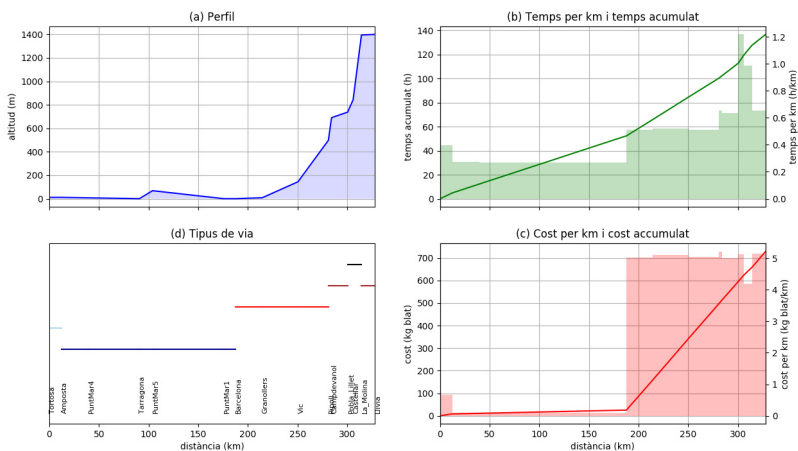 (a) Perfil
1400
1200
1000
800
600
400
200
0
altitud (m)
(b) Temps per km i temps acumulat
140
120
100
80
60
40
20
0
temps acumulat (h)
1.2
1.0
0.8
0.6
0.4
0.2
0.0
temps per km (h/km)
(d) Tipus de via
Tortosa
Amposta
PuntMar4
Tarragona
PuntMar5
PuntMar1
Barcelona
Granollers
Vic
Ripoll
Campdevanol
Pobla_Lillet
Castellar
La_Molina
Llivia
0
50
100
150
200
250
300
distància (km)
(c) Cost per km i cost accumulat
700
600
500
400
300
200
100
0
cost (kg blat)
5
4
3
2
1
0
cost per km (kg blat/km)
0
50
100
150
200
250
300
distància (km)